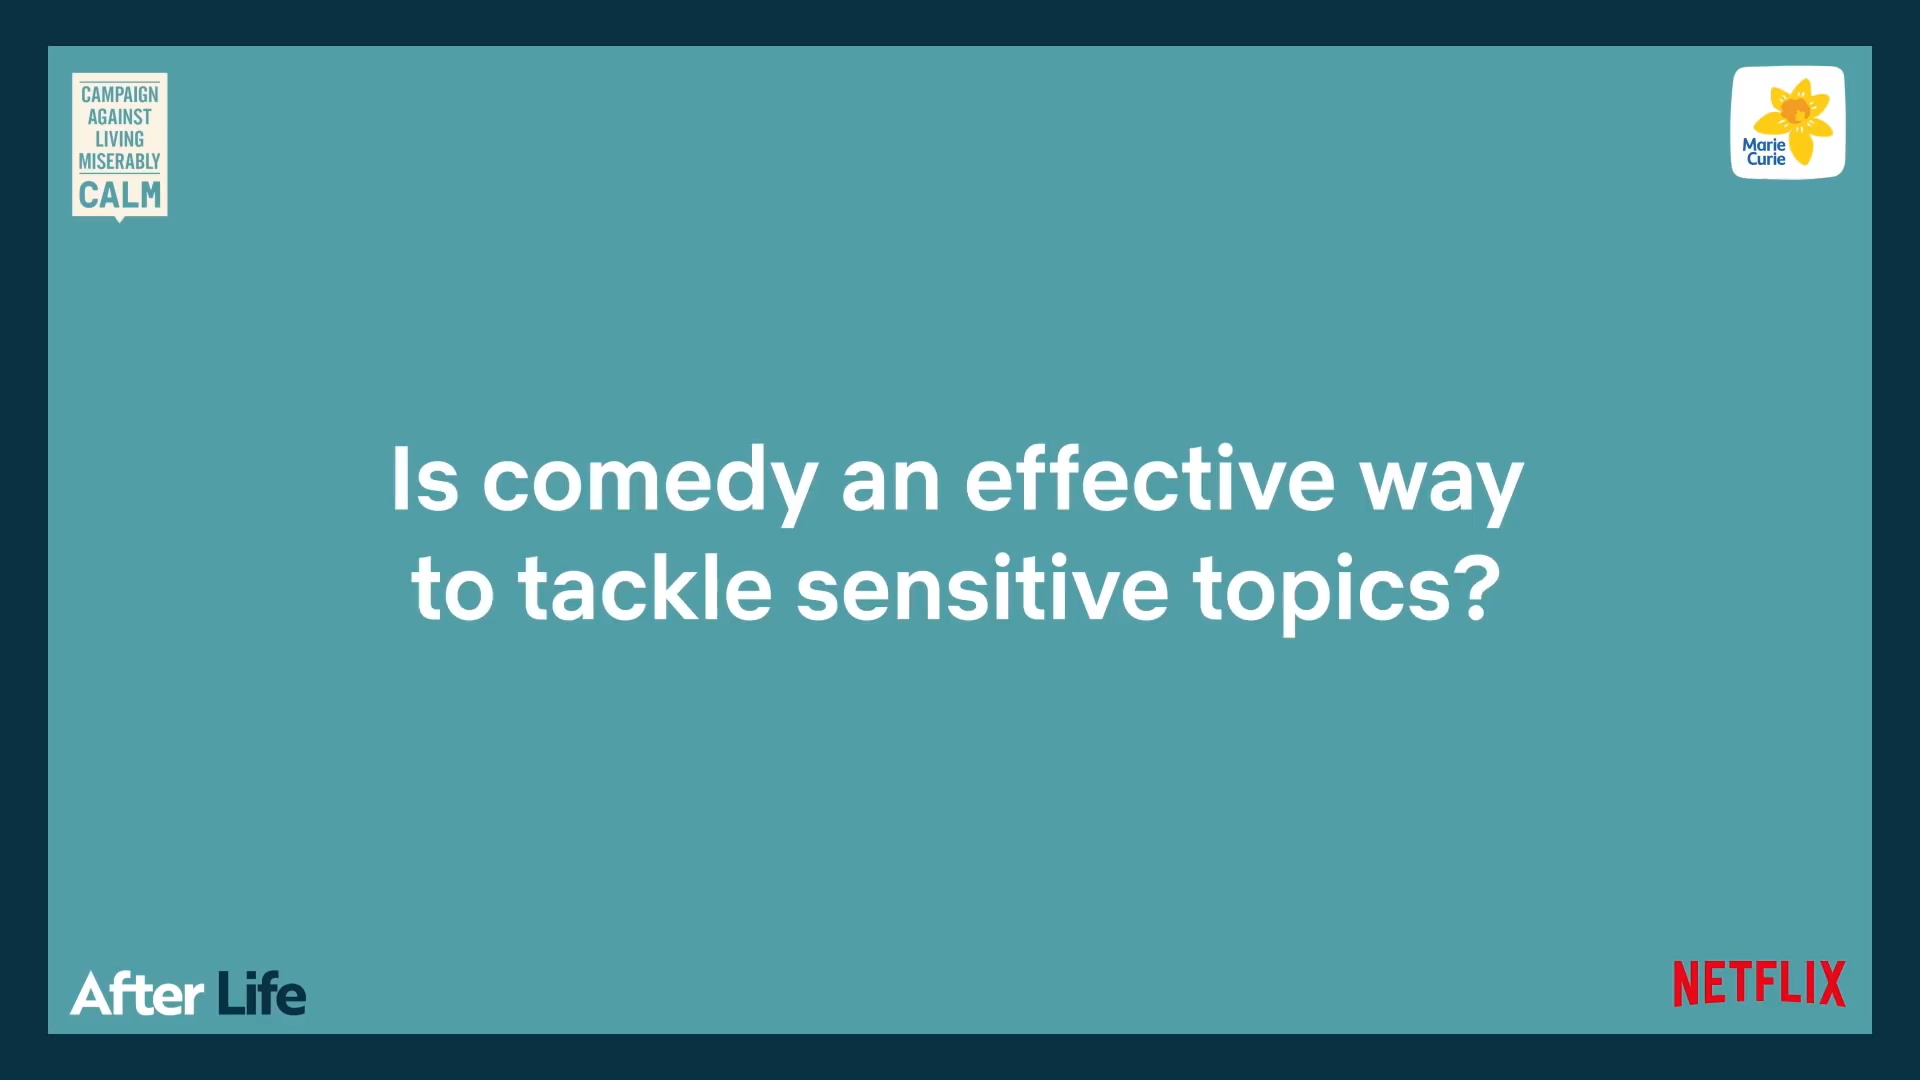 CAMPAIGN
AGAINST
LIVING
MISERABLY
CALM
Marie
Curie
Is comedy an effective way
to tackle sensitive topics?
After Life
NETFLIX